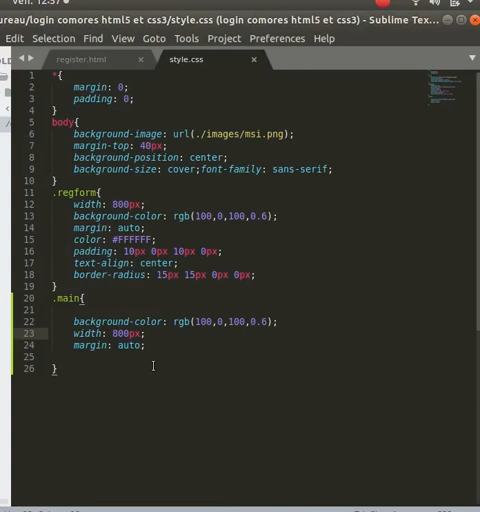 ven. 12:37
ureau/login comores html5 et css3/style.css (login comores html5 et css3) - Sublime Tex...
Edit Selection Find View Goto Tools Project Preferences Help
register.html × style.css ×
1 *{
2 margin: 0;
3 padding: 0;
4 }
5 body{
6 background-image: url(./images/msi.png);
7 margin-top: 40px;
8 background-position: center;
9 background-size: cover;font-family: sans-serif;
10 }
11 .regform{
12 width: 800px;
13 background-color: rgb(100,0,100,0.6);
14 margin: auto;
15 color: #FFFFFF;
16 padding: 10px 0px 10px 0px;
17 text-align: center;
18 border-radius: 15px 15px 0px 0px;
19 }
20 .main{
21
22 background-color: rgb(100,0,100,0.6);
23 width: 800px;
24 margin: auto;
25
26 }